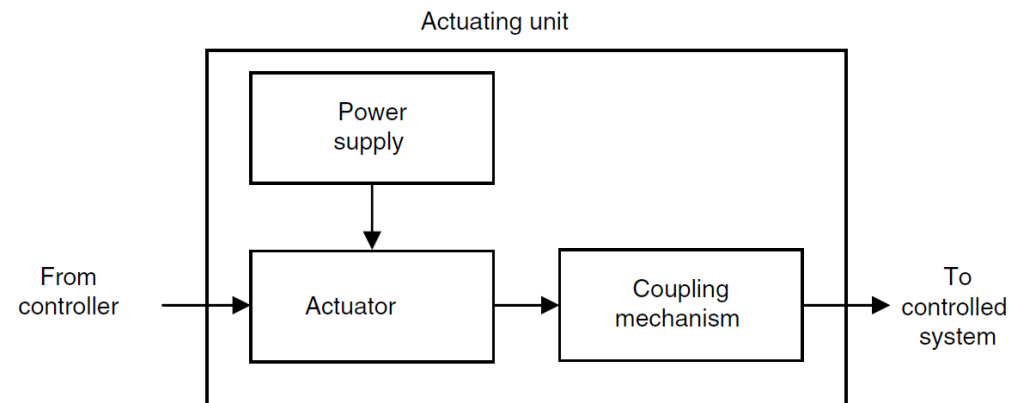 Actuating unit
Power
supply
From
controller
Actuator
Coupling
mechanism
To
controlled
system